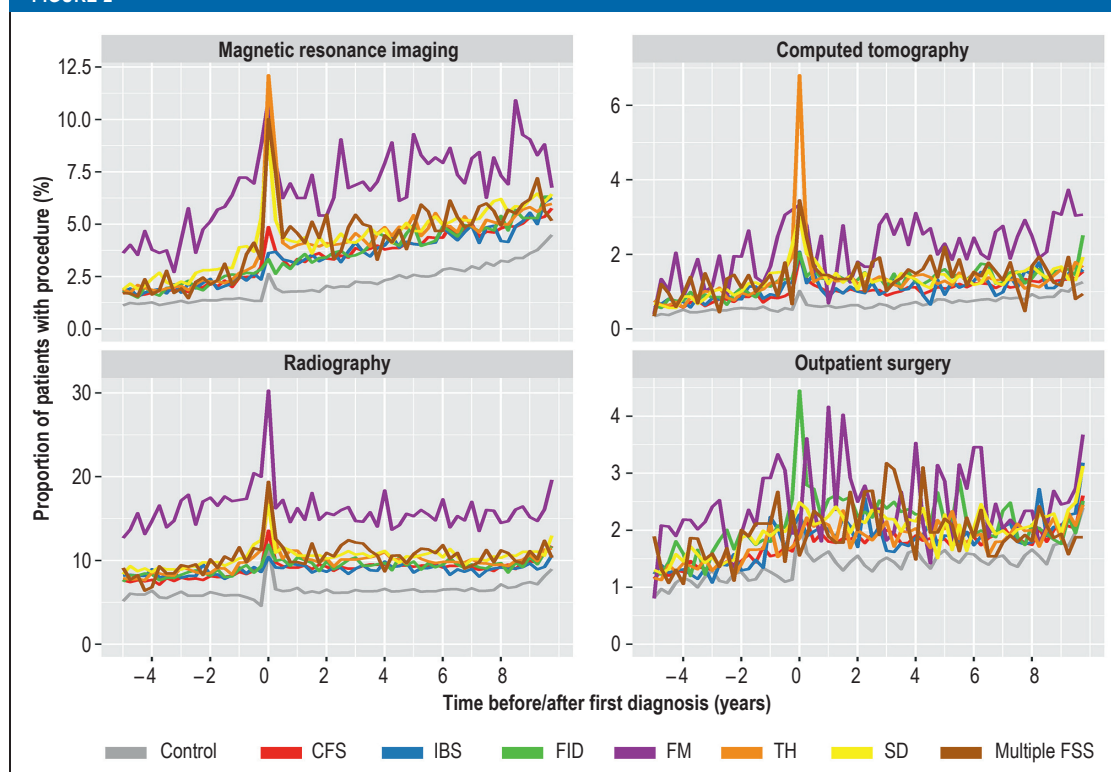 Magnetic resonance imaging
Computed tomography
12.5
10.0
7.5
5.0
2.5
0.0
6
4
2
0
Proportion of patients with procedure (%)
Radiography
Outpatient surgery
30
20
10
0
4
3
2
1
0
−4 −2 0 2 4 6 8
−4 −2 0 2 4 6 8
Time before/after first diagnosis (years)
Control CFS IBS FID FM TH SD Multiple FSS